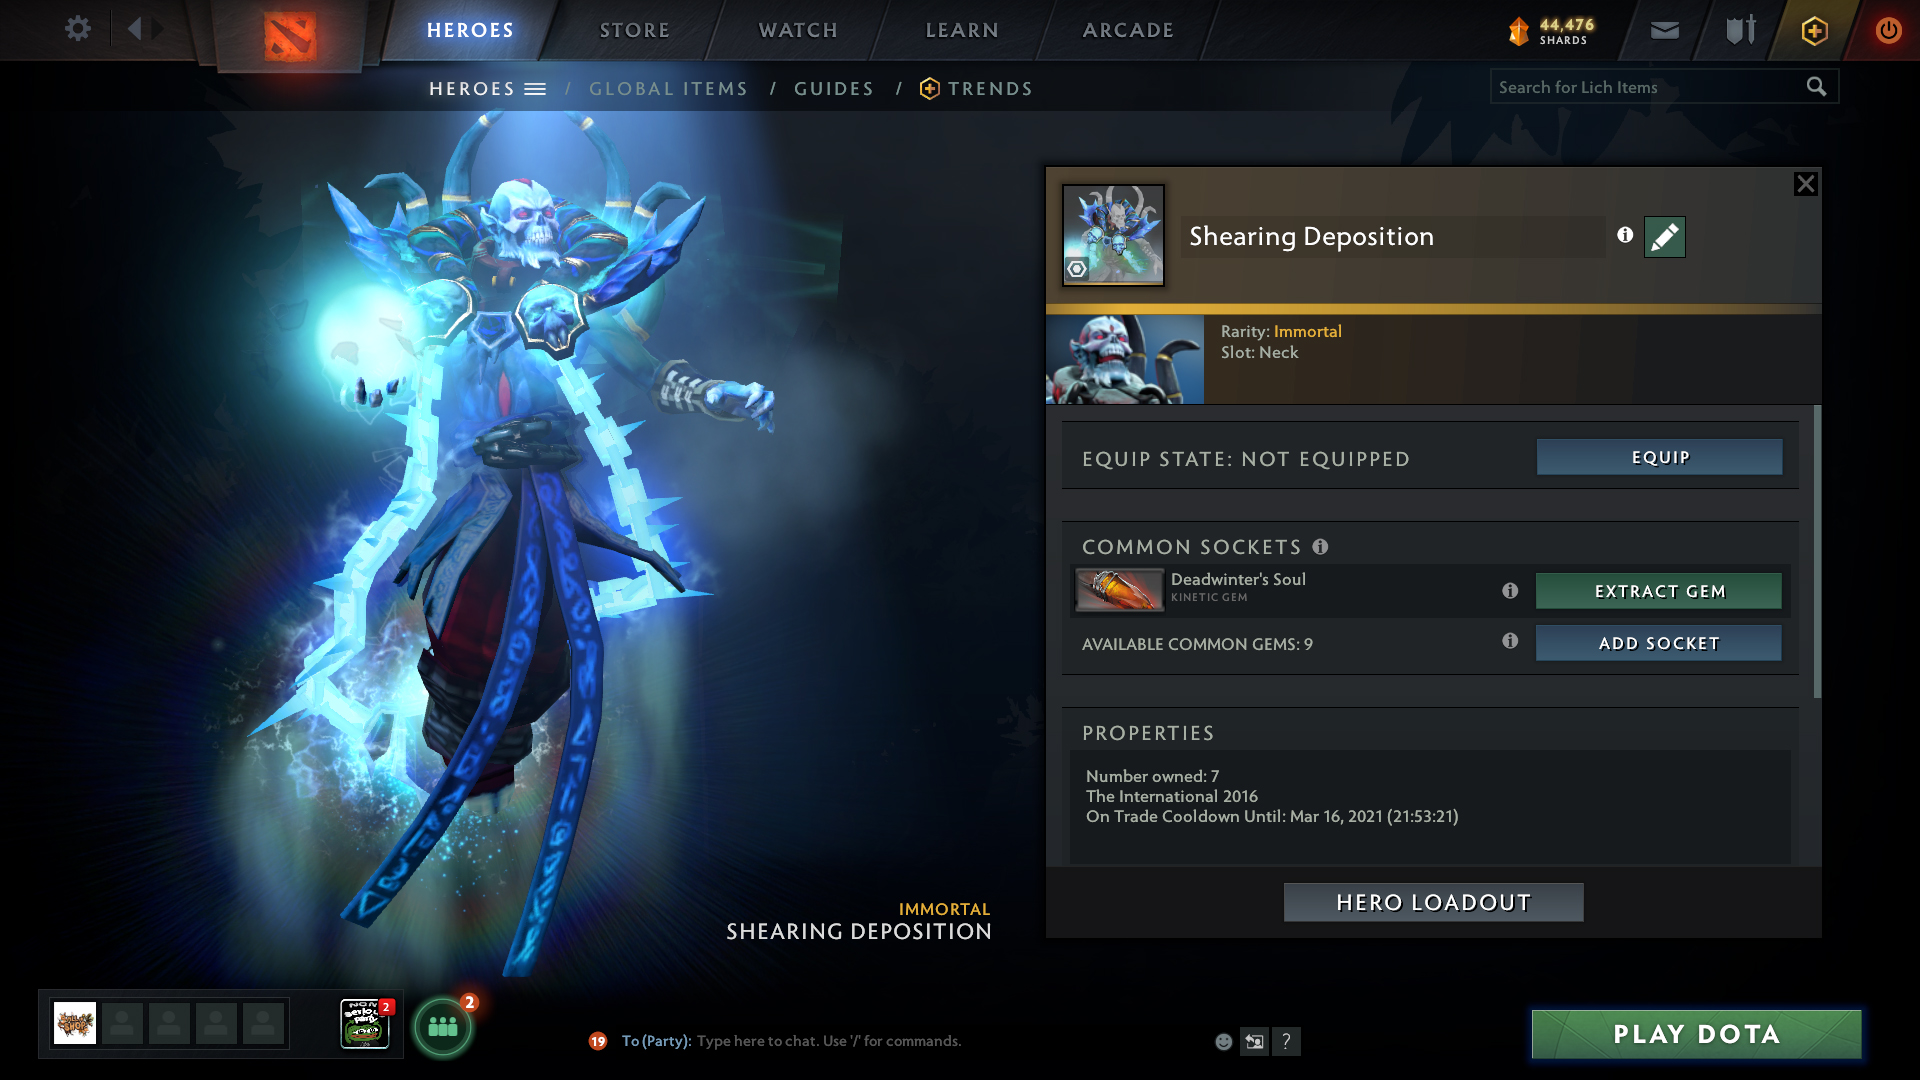 HEROES
STORE
WATCH
LEARN
ARCADE
44,476
SHARDS
HEROES / GLOBAL ITEMS / GUIDES / TRENDS
Search for Lich Items
Shearing Deposition
Rarity: Immortal
Slot: Neck
EQUIP STATE: NOT EQUIPPED
EQUIP
COMMON SOCKETS
Deadwinter's Soul
KINETIC GEM
EXTRACT GEM
AVAILABLE COMMON GEMS: 9
ADD SOCKET
PROPERTIES
Number owned: 7
The International 2016
On Trade Cooldown Until: Mar 16, 2021 (21:53:21)
HERO LOADOUT
IMMORTAL
SHEARING DEPOSITION
2
2
19
To (Party): Type here to chat. Use '/' for commands.
?
PLAY DOTA